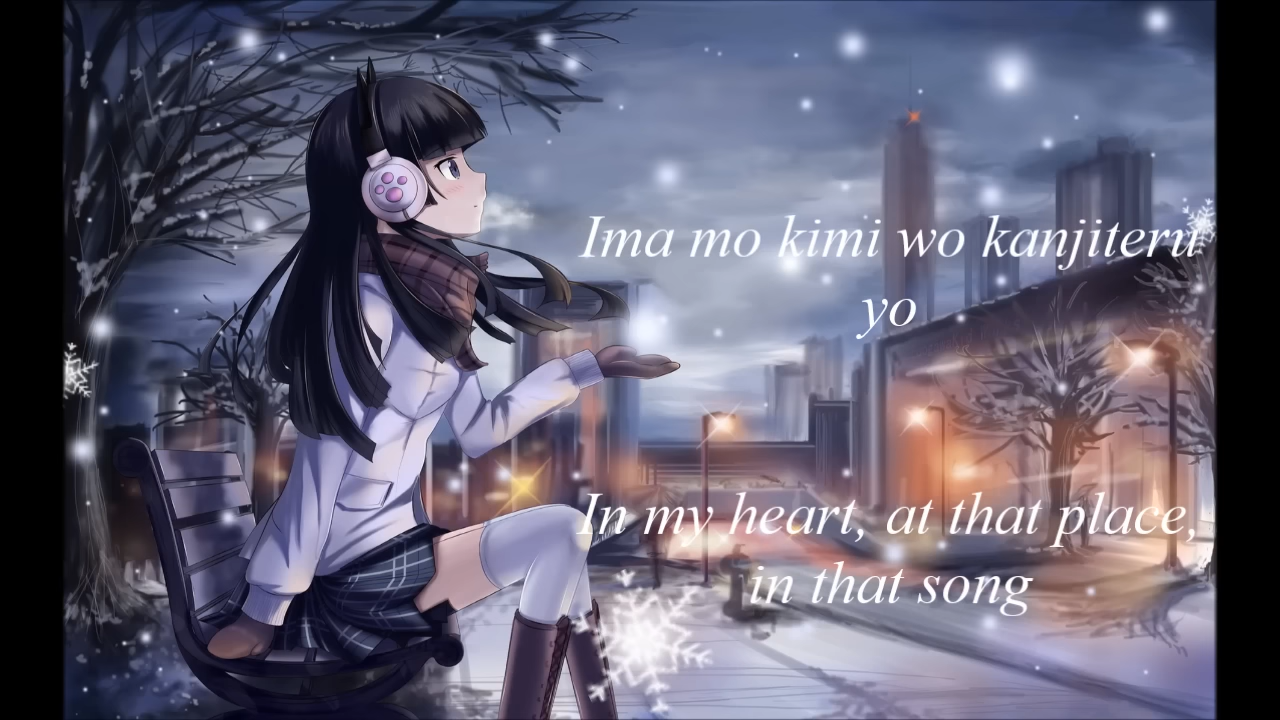 Ima mo kimi wo kanjiteru
yo
In my heart, at that place,
in that song